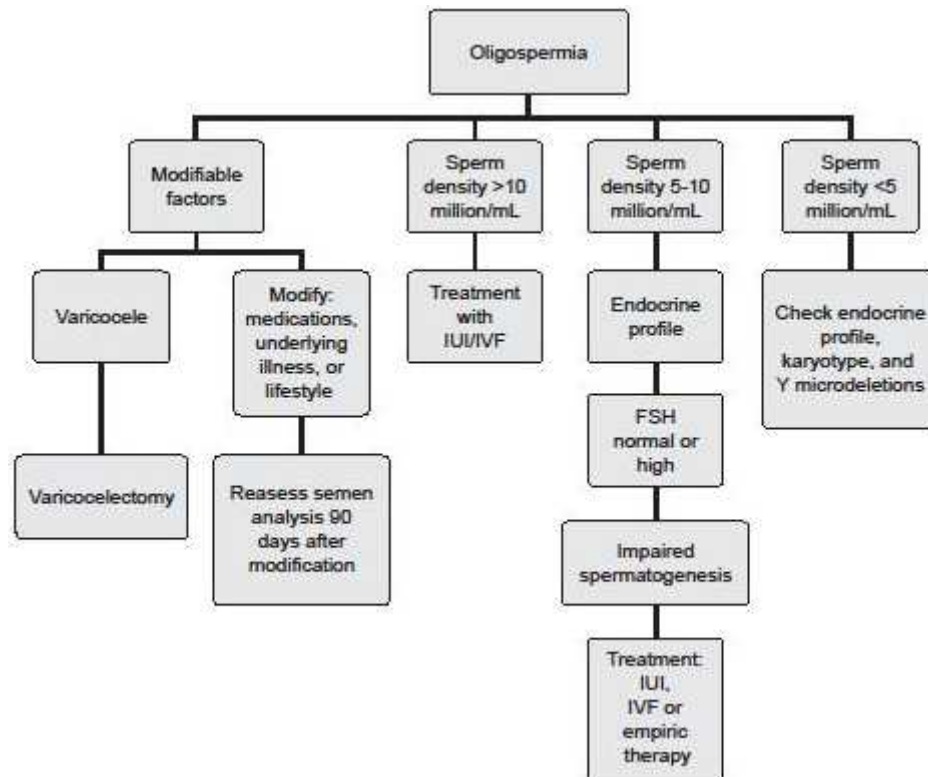 Oligospermia
Modifiable
factors
Sperm
density >10
million/mL
Sperm
density 5-10
million/mL
Sperm
density <5
million/mL
Varicocele
Modify:
medications,
underlying
illness, or
lifestyle
Treatment
with
IUI/IVF
Endocrine
profile
Check endocrine
profile,
karyotype, and
Y microdeletions
Varicocelectomy
Reasess semen
analysis 90
days after
modification
FSH
normal or
high
Impaired
spermatogenesis
Treatment:
IUI,
IVF or
empiric
therapy